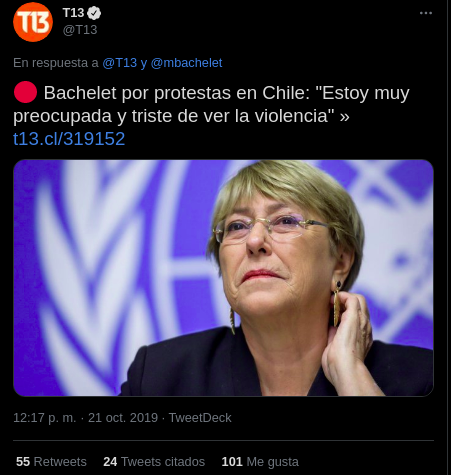 T13
T13
@T13
En respuesta a @T13 y @mbachelet
Bachelet por protestas en Chile: "Estoy muy
preocupada y triste de ver la violencia" »
t13.cl/319152
12:17 p. m. · 21 oct. 2019 · TweetDeck
55 Retweets 24 Tweets citados 101 Me gusta